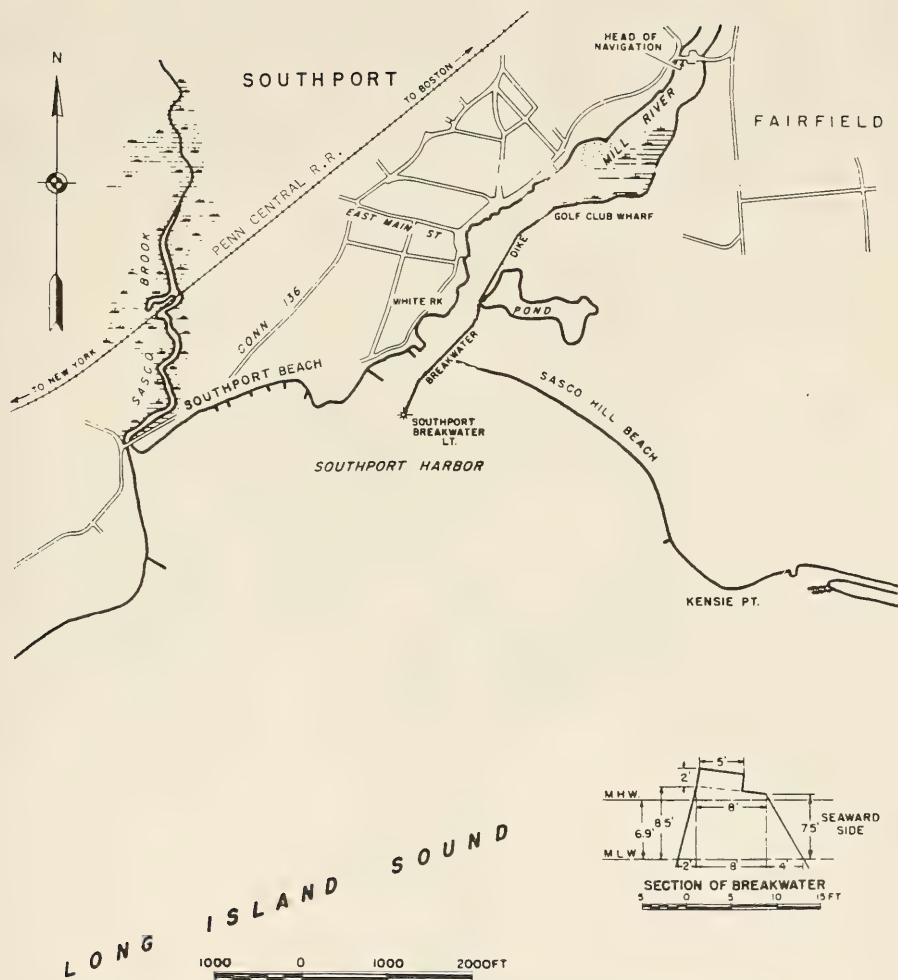 HEAD OF
NAVIGATION
N
SOUTHPORT
TO BOSTON
MILL RIVER
FAIRFIELD
PENN CENTRAL R.R.
EAST MAIN ST
GOLF CLUB WHARF
DIKE
SASCO BROOK
CONN 136
WHITE RK
POND
TO NEW YORK
SOUTHPORT BEACH
BREAKWATER
SASCO HILL BEACH
SOUTHPORT
BREAKWATER
LT.
SOUTHPORT HARBOR
KENSIE PT.
5'
2'
M.H.W.
8'
6.9'
8.5'
7.5'
SEAWARD
SIDE
M.L.W.
2' 8 4'
SECTION OF BREAKWATER
5 0 5 10 15 FT
LONG ISLAND SOUND
1000 0 1000 2000FT